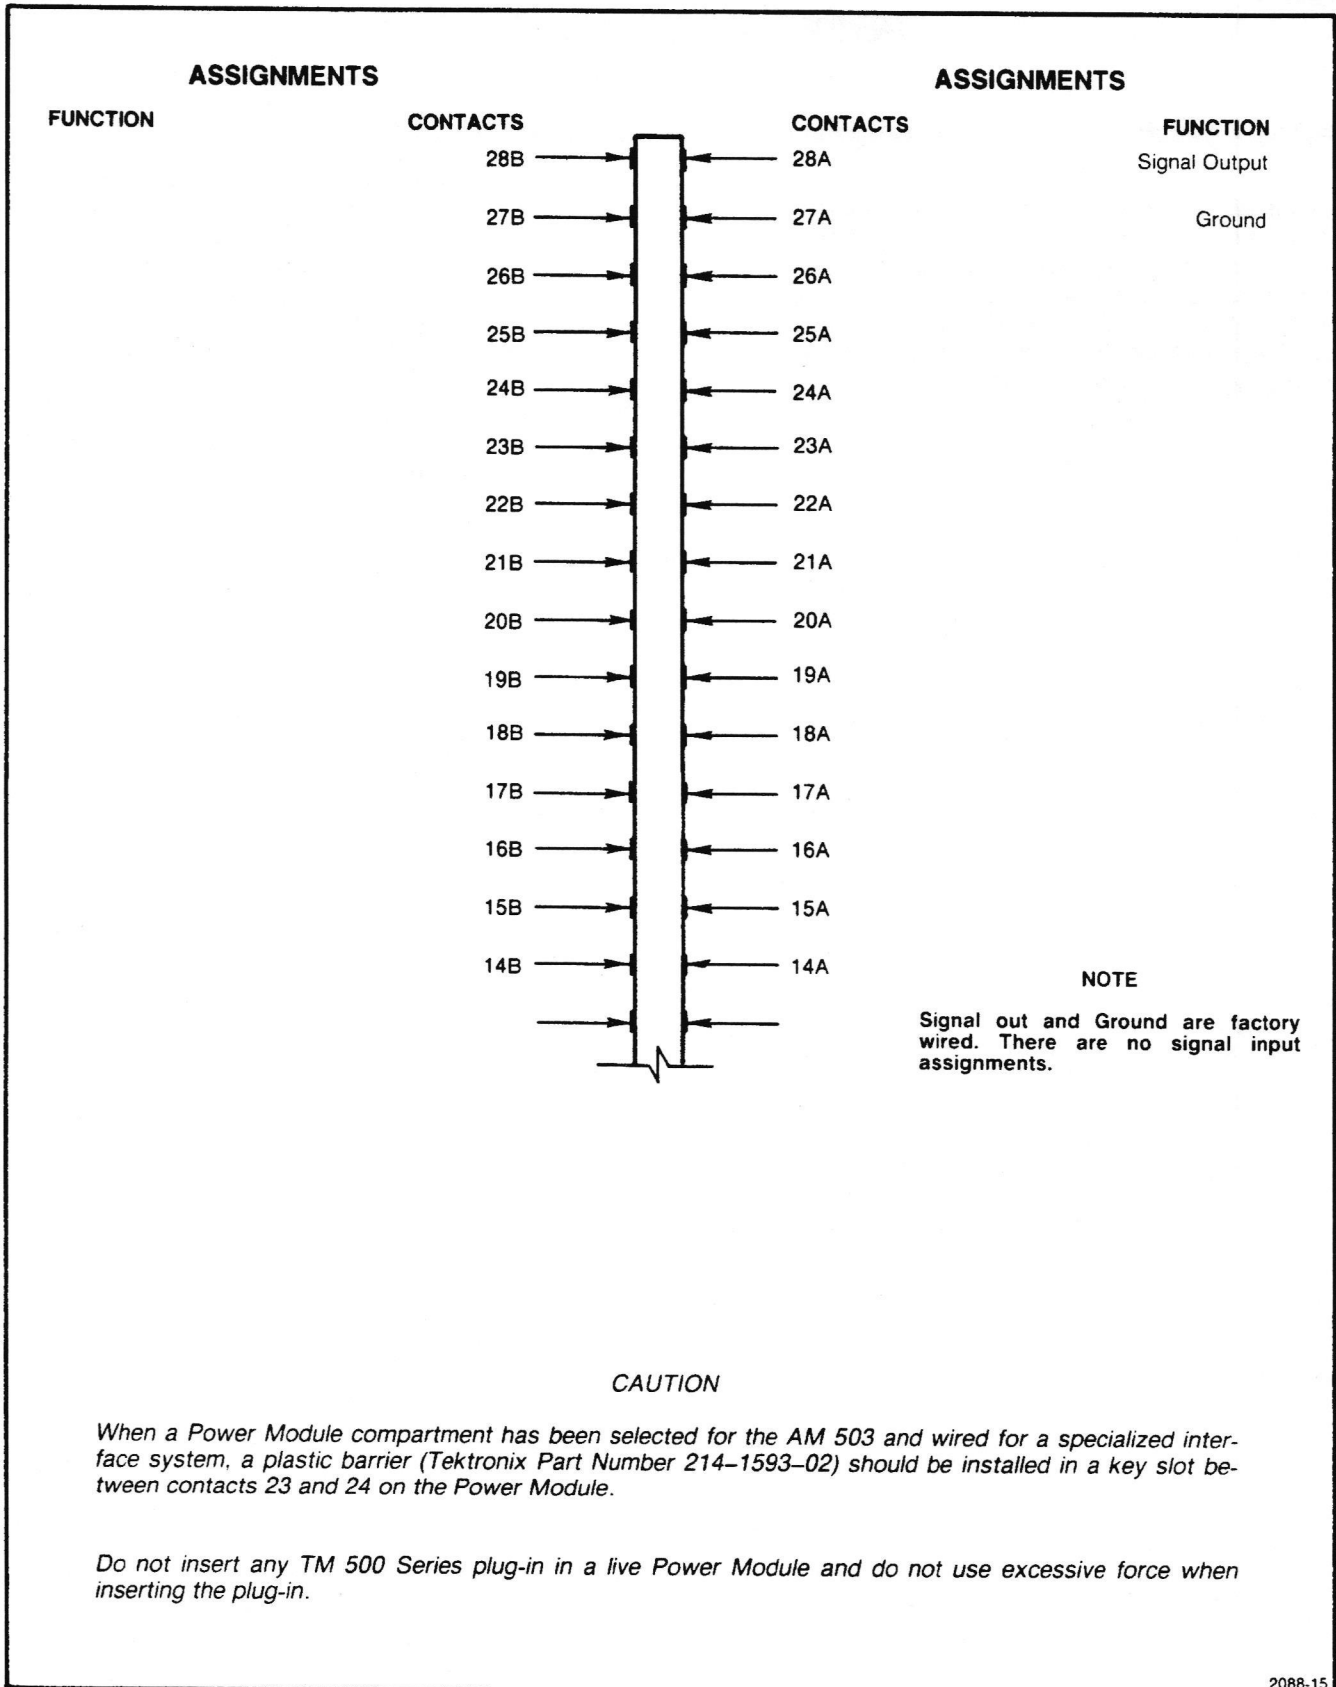 ASSIGNMENTS ASSIGNMENTS
FUNCTION CONTACTS CONTACTS FUNCTION
28B 28A Signal Output
27B 27A Ground
26B 26A
25B 25A
24B 24A
23B 23A
22B 22A
21B 21A
20B 20A
19B 19A
18B 18A
17B 17A
16B 16A
15B 15A
14B 14A
NOTE
Signal out and Ground are factory
wired. There are no signal input
assignments.
CAUTION
When a Power Module compartment has been selected for the AM 503 and wired for a specialized inter-
face system, a plastic barrier (Tektronix Part Number 214–1593–02) should be installed in a key slot be-
tween contacts 23 and 24 on the Power Module.
Do not insert any TM 500 Series plug-in in a live Power Module and do not use excessive force when
inserting the plug-in.
2088-15